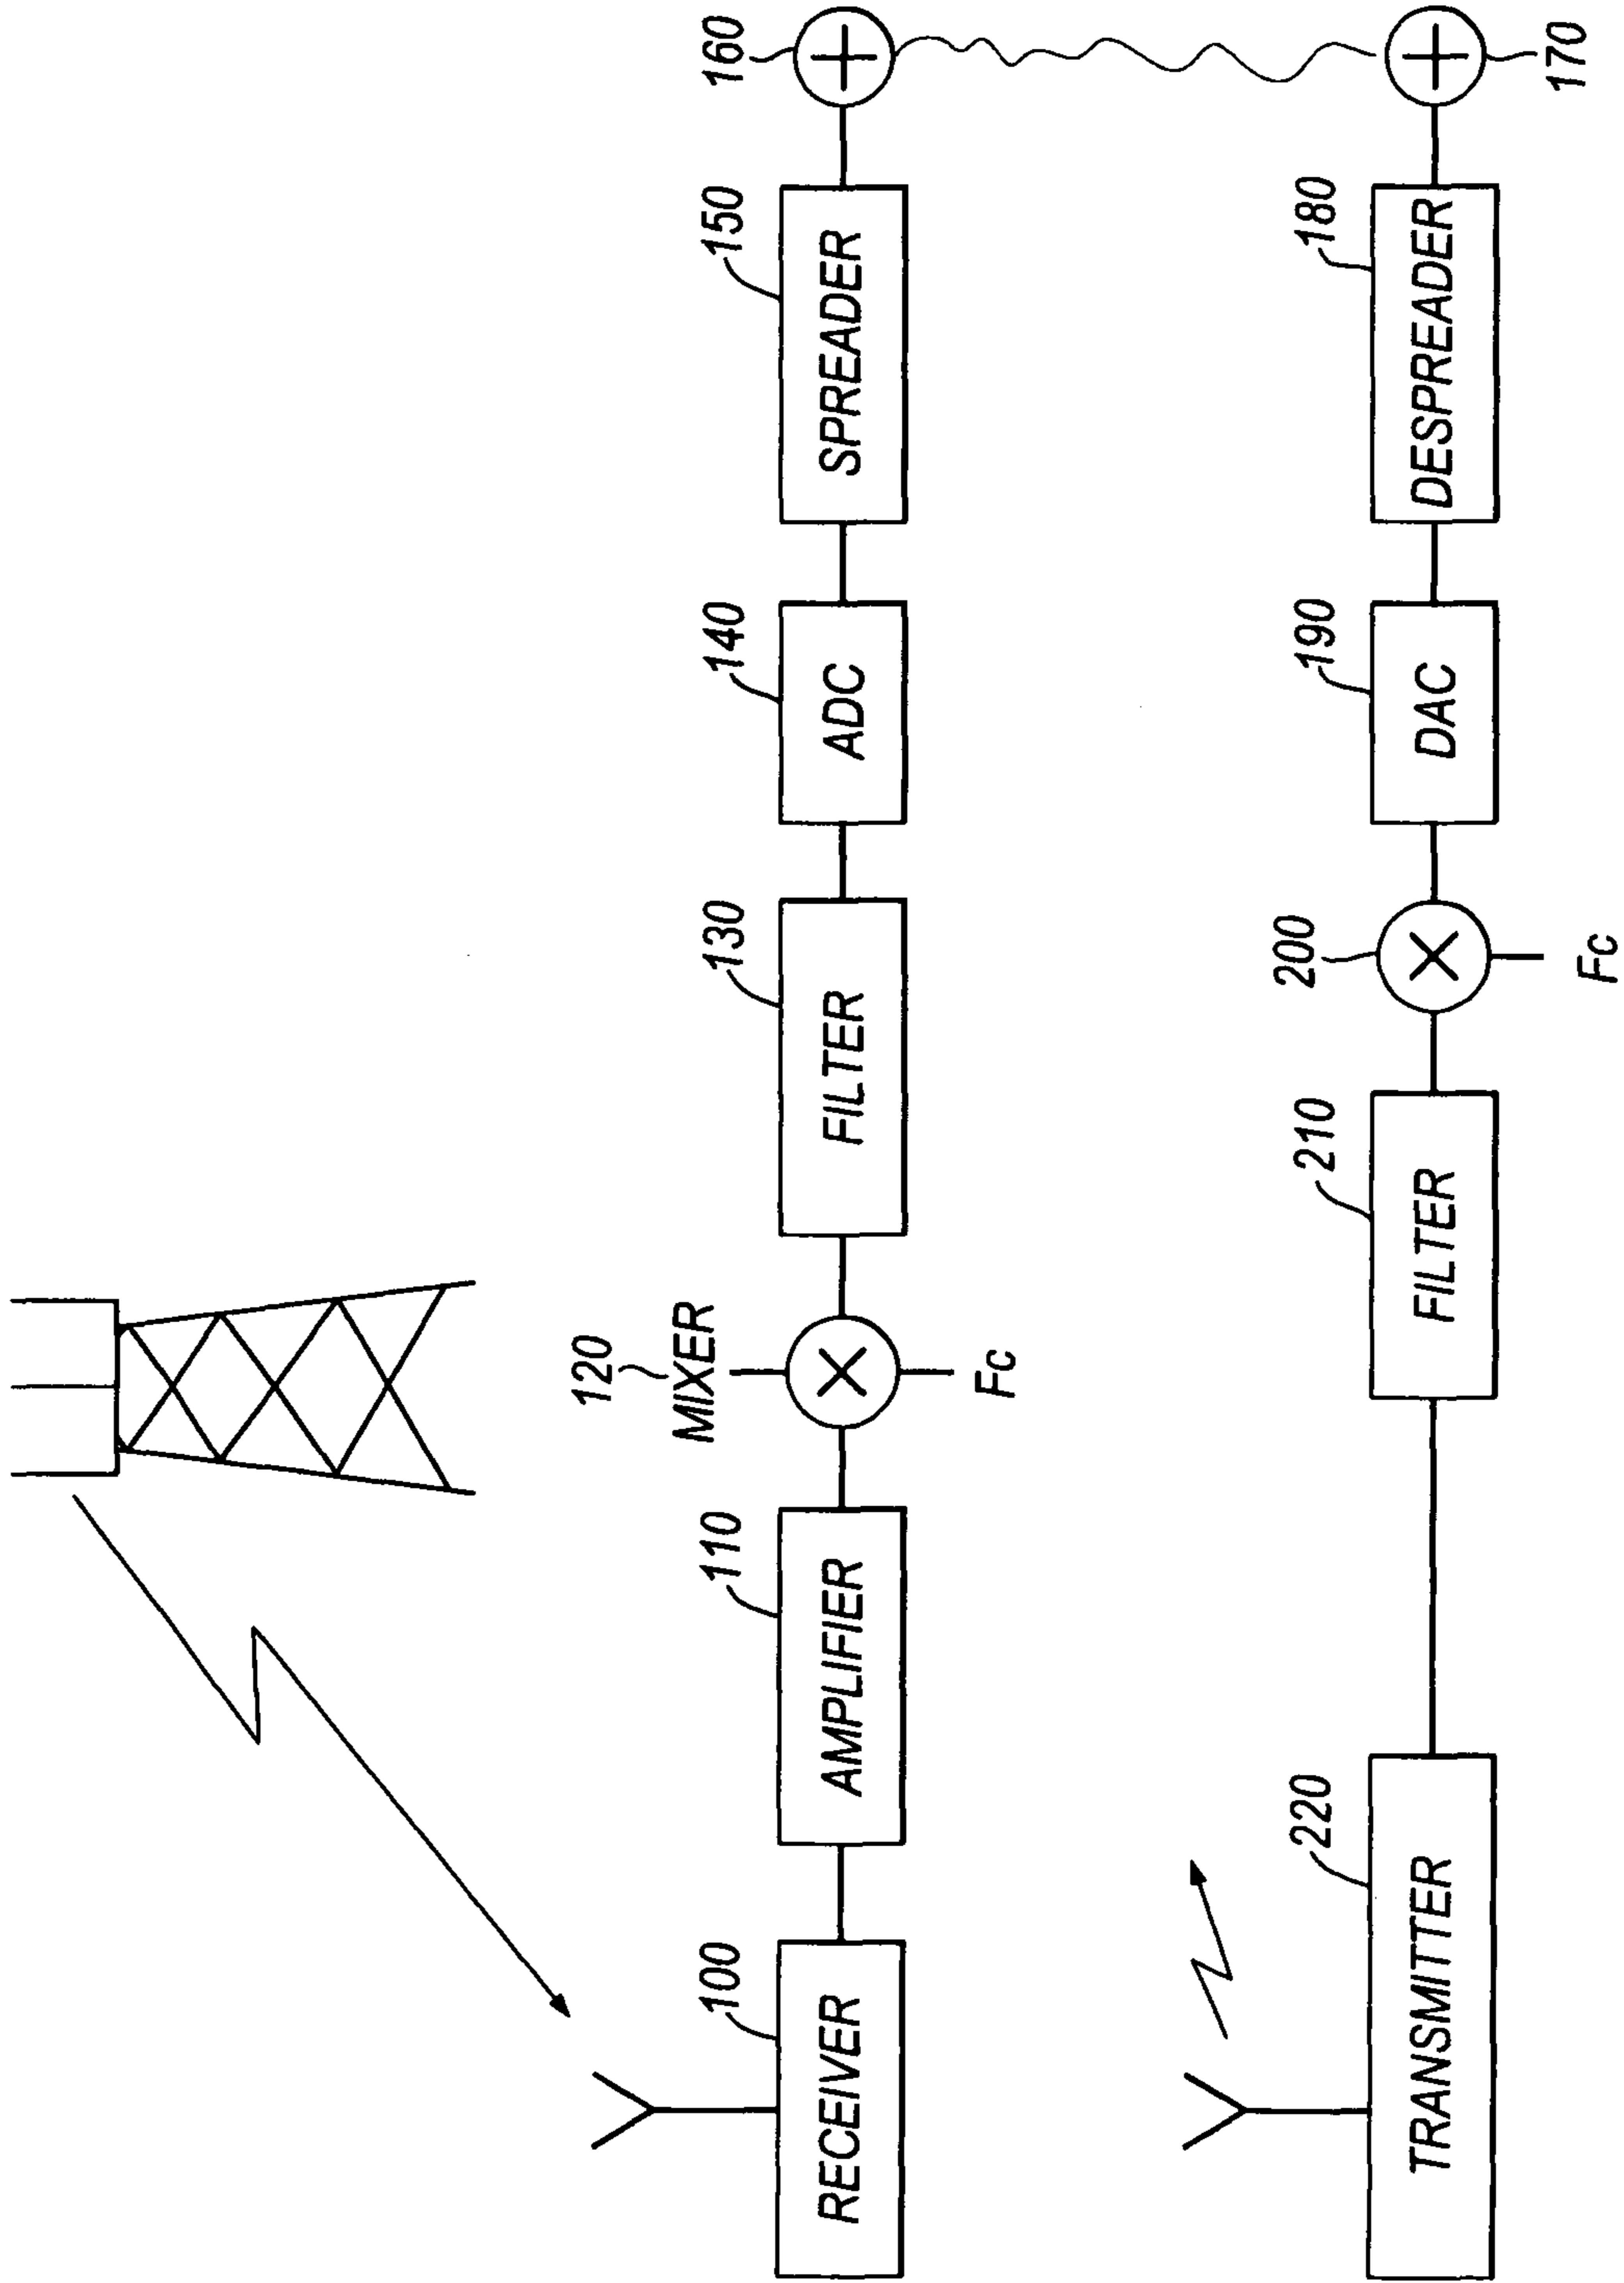 120
MIXER
100
110
130
140
150
160
RECEIVER
AMPLIFIER
FILTER
ADC
SPREADER
Fc
220
210
200
190
180
TRANSMITTER
FILTER
DAC
DESPREADER
170
Fc